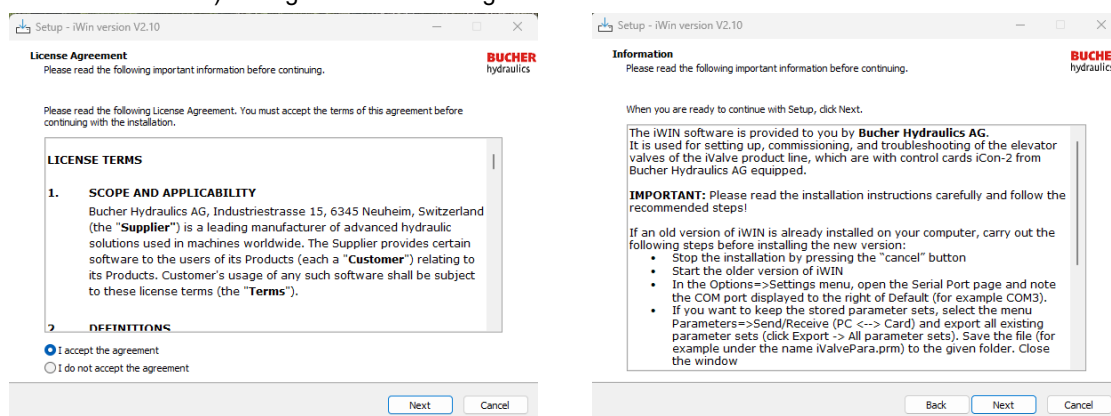 Setup - iWin version V2.10
License Agreement
Please read the following important information before continuing.
BUCHER
hydraulics
Please read the following License Agreement. You must accept the terms of this agreement before
continuing with the installation.
LICENSE TERMS
1. SCOPE AND APPLICABILITY
Bucher Hydraulics AG, Industriestrasse 15, 6345 Neuheim, Switzerland
(the "Supplier") is a leading manufacturer of advanced hydraulic
solutions used in machines worldwide. The Supplier provides certain
software to the users of its Products (each a "Customer") relating to
its Products. Customer's usage of any such software shall be subject
to these license terms (the "Terms").
2. DEFINITIONS
I accept the agreement
I do not accept the agreement
Next Cancel
Setup - iWin version V2.10
Information
Please read the following important information before continuing.
BUCHE
hydraulics
When you are ready to continue with Setup, click Next.
The iWIN software is provided to you by Bucher Hydraulics AG.
It is used for setting up, commissioning, and troubleshooting of the elevator
valves of the iValve product line, which are with control cards iCon-2 from
Bucher Hydraulics AG equipped.
IMPORTANT: Please read the installation instructions carefully and follow the
recommended steps!
If an old version of iWIN is already installed on your computer, carry out the
following steps before installing the new version:
• Stop the installation by pressing the "cancel" button
• Start the older version of iWIN
• In the Options=>Settings menu, open the Serial Port page and note
the COM port displayed to the right of Default (for example COM3).
• If you want to keep the stored parameter sets, select the menu
Parameters=>Send/Receive (PC <--> Card) and export all existing
parameter sets (click Export -> All parameter sets). Save the file (for
example under the name iValvePara.prm) to the given folder. Close
the window
Back Next Cancel